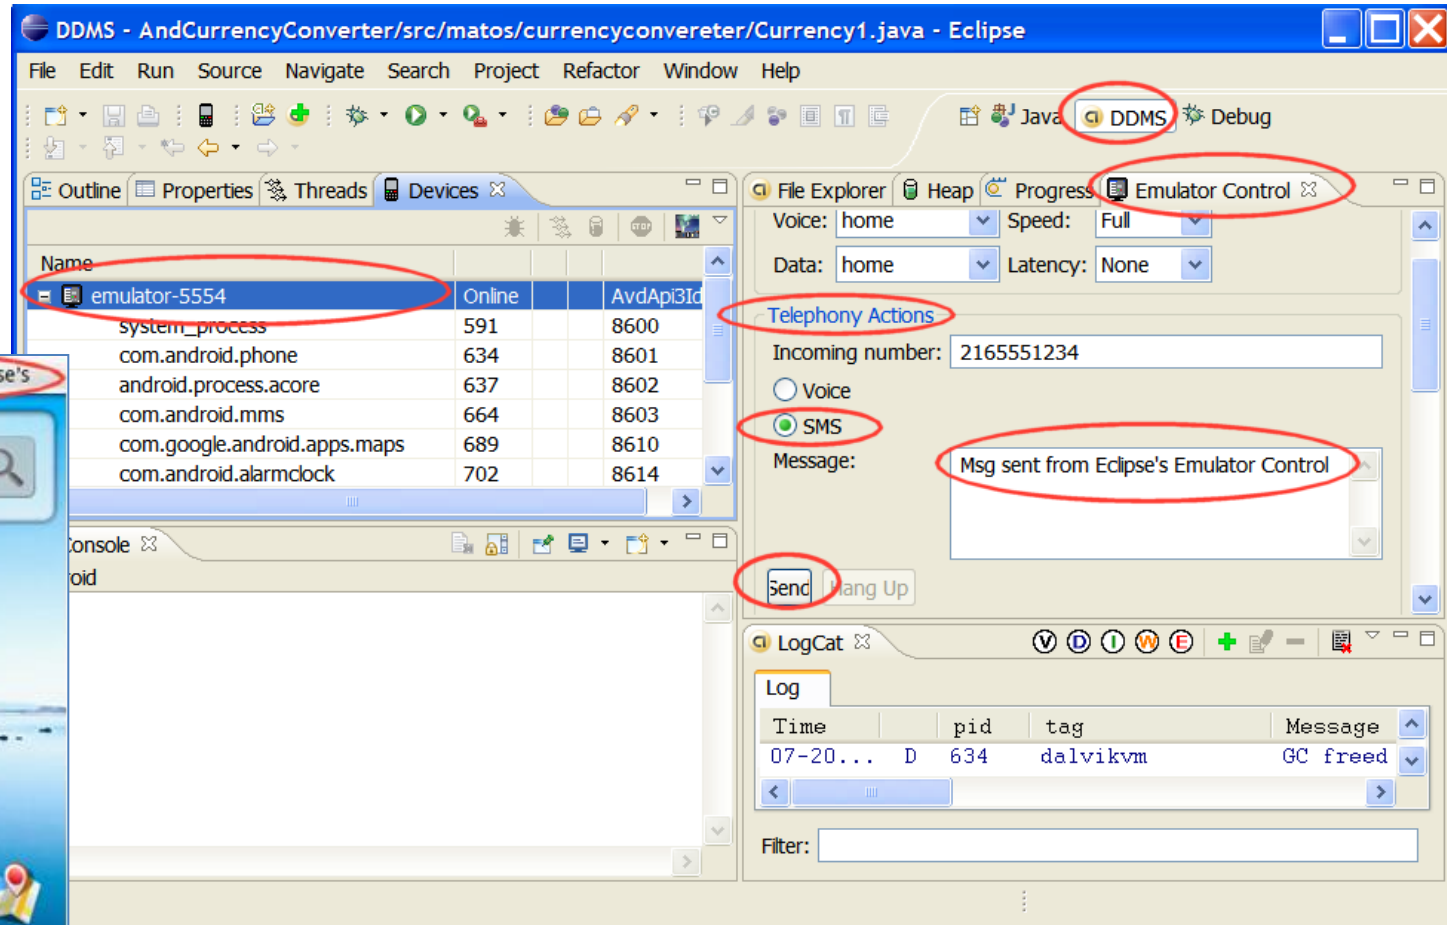 DDMS - AndCurrencyConverter/src/matos/currencyconvereter/Currency1.java - Eclipse
File Edit Run Source Navigate Search Project Refactor Window Help
Java DDMS Debug
Outline Properties Threads Devices
Name
emulator-5554 Online AvdApi3Id
system_process 591 8600
com.android.phone 634 8601
android.process.acore 637 8602
com.android.mms 664 8603
com.google.android.apps.maps 689 8610
com.android.alarmclock 702 8614
se's
onsole
roid
File Explorer Heap Progress Emulator Control
Voice: home Speed: Full
Data: home Latency: None
Telephony Actions
Incoming number: 2165551234
Voice
SMS
Message: Msg sent from Eclipse's Emulator Control
Send Hang Up
LogCat
V D I W E
Log
Time pid tag Message
07-20... D 634 dalvikvm GC freed
Filter: